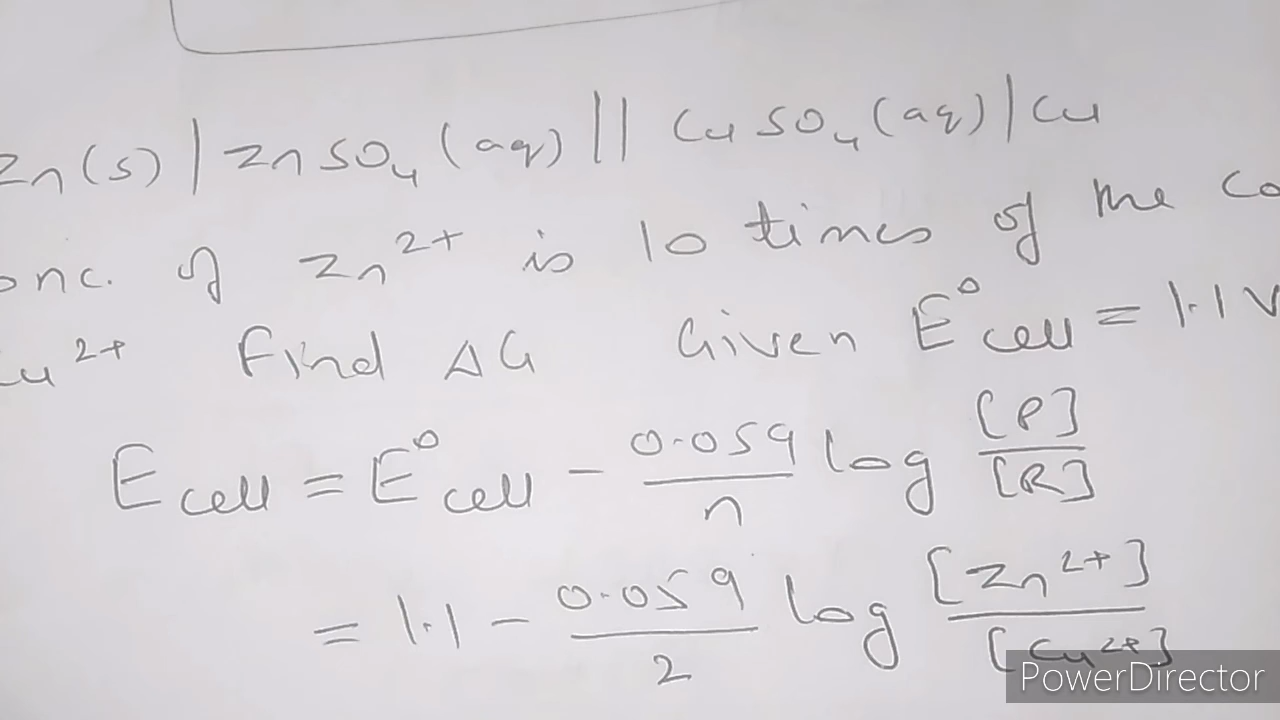 Zn(s) | ZnSO₄ (aq) || CuSO₄ (aq) | Cu
onc. of Zn²⁺ is 10 times of the co
Cu²⁺ Find ΔG Given E°cell = 1.1 V
Ecell = E°cell - 0.059/n log [P]/[R]
= 1.1 - 0.059/2 log [Zn²⁺]/[Cu²⁺]
PowerDirector